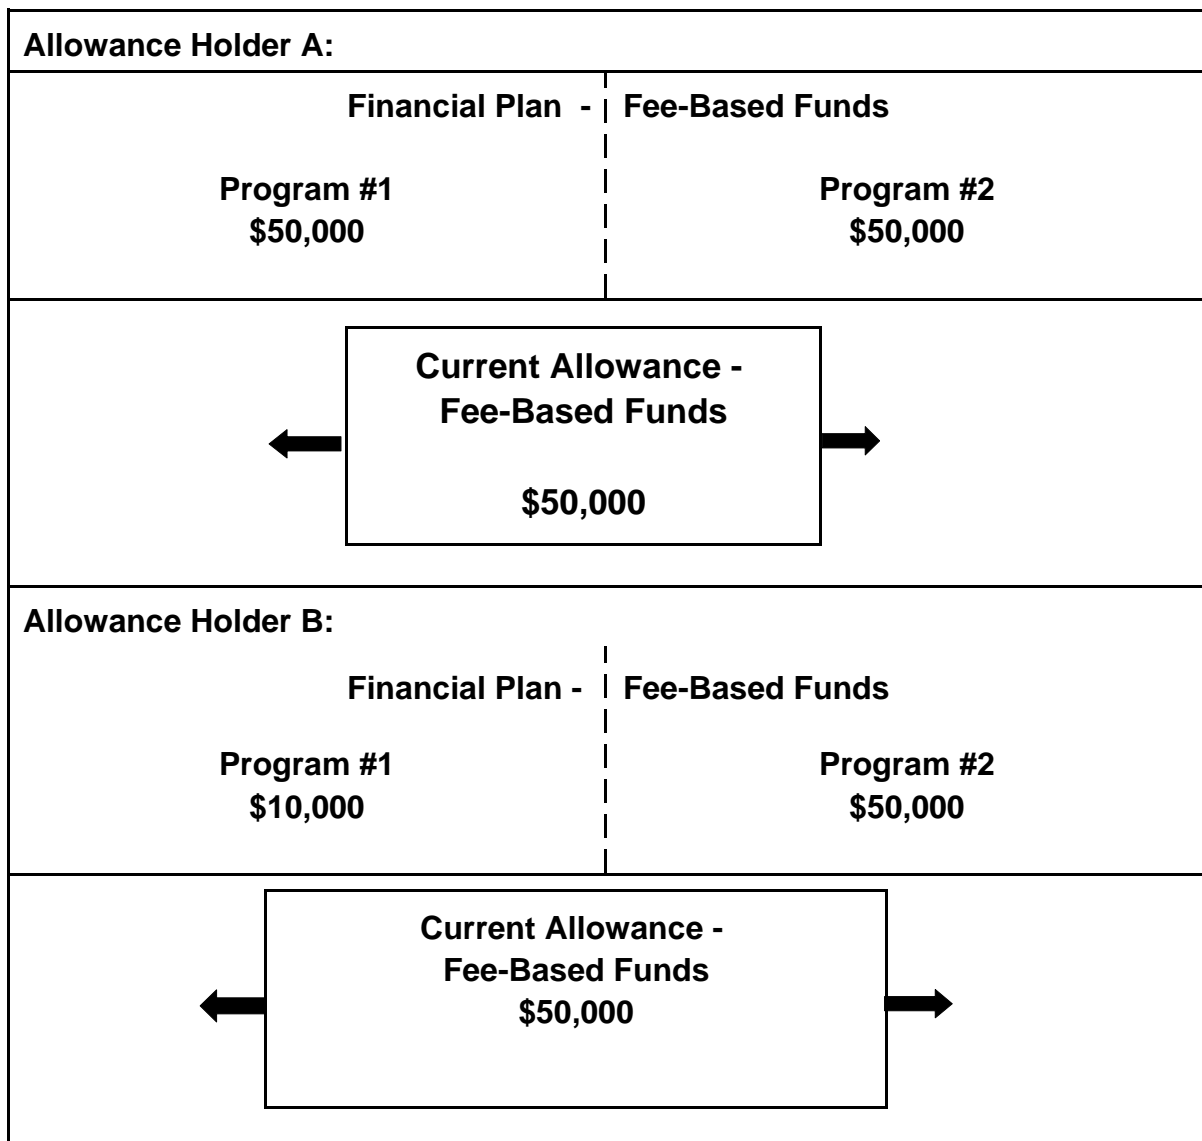 Allowance Holder A:
Financial Plan - Fee-Based Funds
Program #1 Program #2
$50,000 $50,000
Current Allowance -
Fee-Based Funds
$50,000
Allowance Holder B:
Financial Plan - Fee-Based Funds
Program #1 Program #2
$10,000 $50,000
Current Allowance -
Fee-Based Funds
$50,000